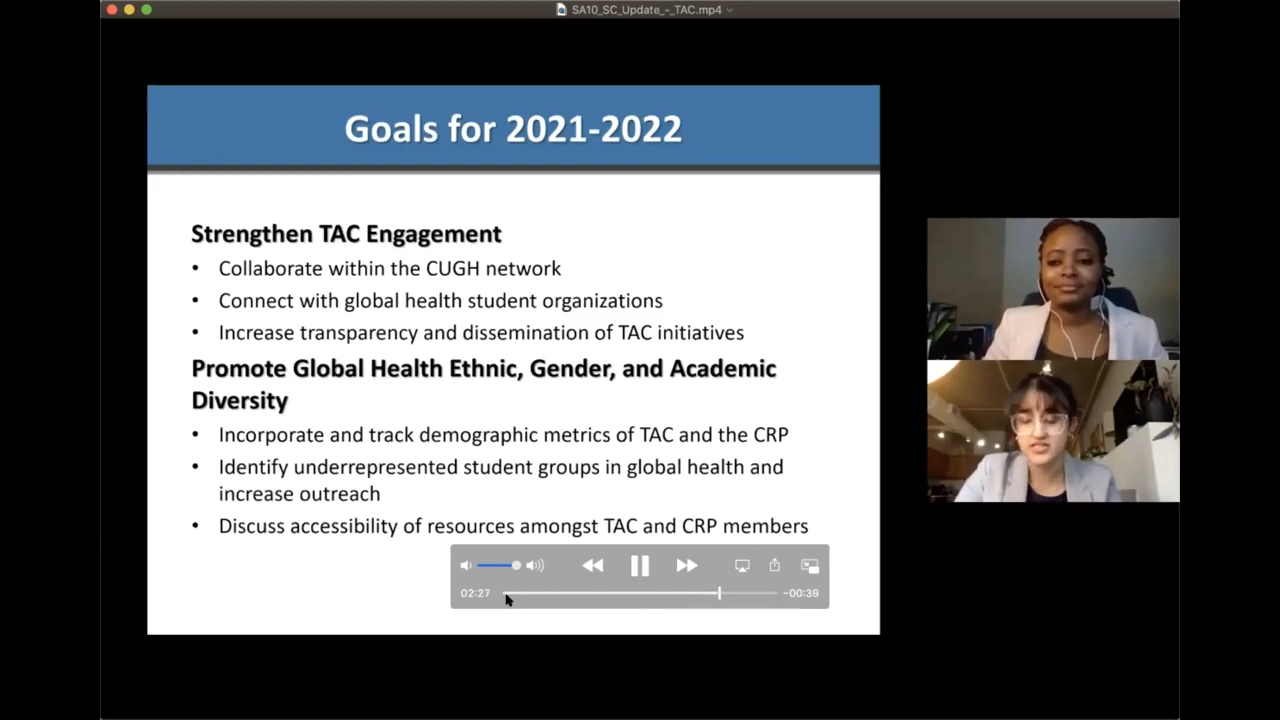 SA10_SC_Update_-_TAC.mp4
Goals for 2021-2022
Strengthen TAC Engagement
• Collaborate within the CUGH network
• Connect with global health student organizations
• Increase transparency and dissemination of TAC initiatives
Promote Global Health Ethnic, Gender, and Academic
Diversity
• Incorporate and track demographic metrics of TAC and the CRP
• Identify underrepresented student groups in global health and
increase outreach
• Discuss accessibility of resources amongst TAC and CRP members
02:27
-00:39